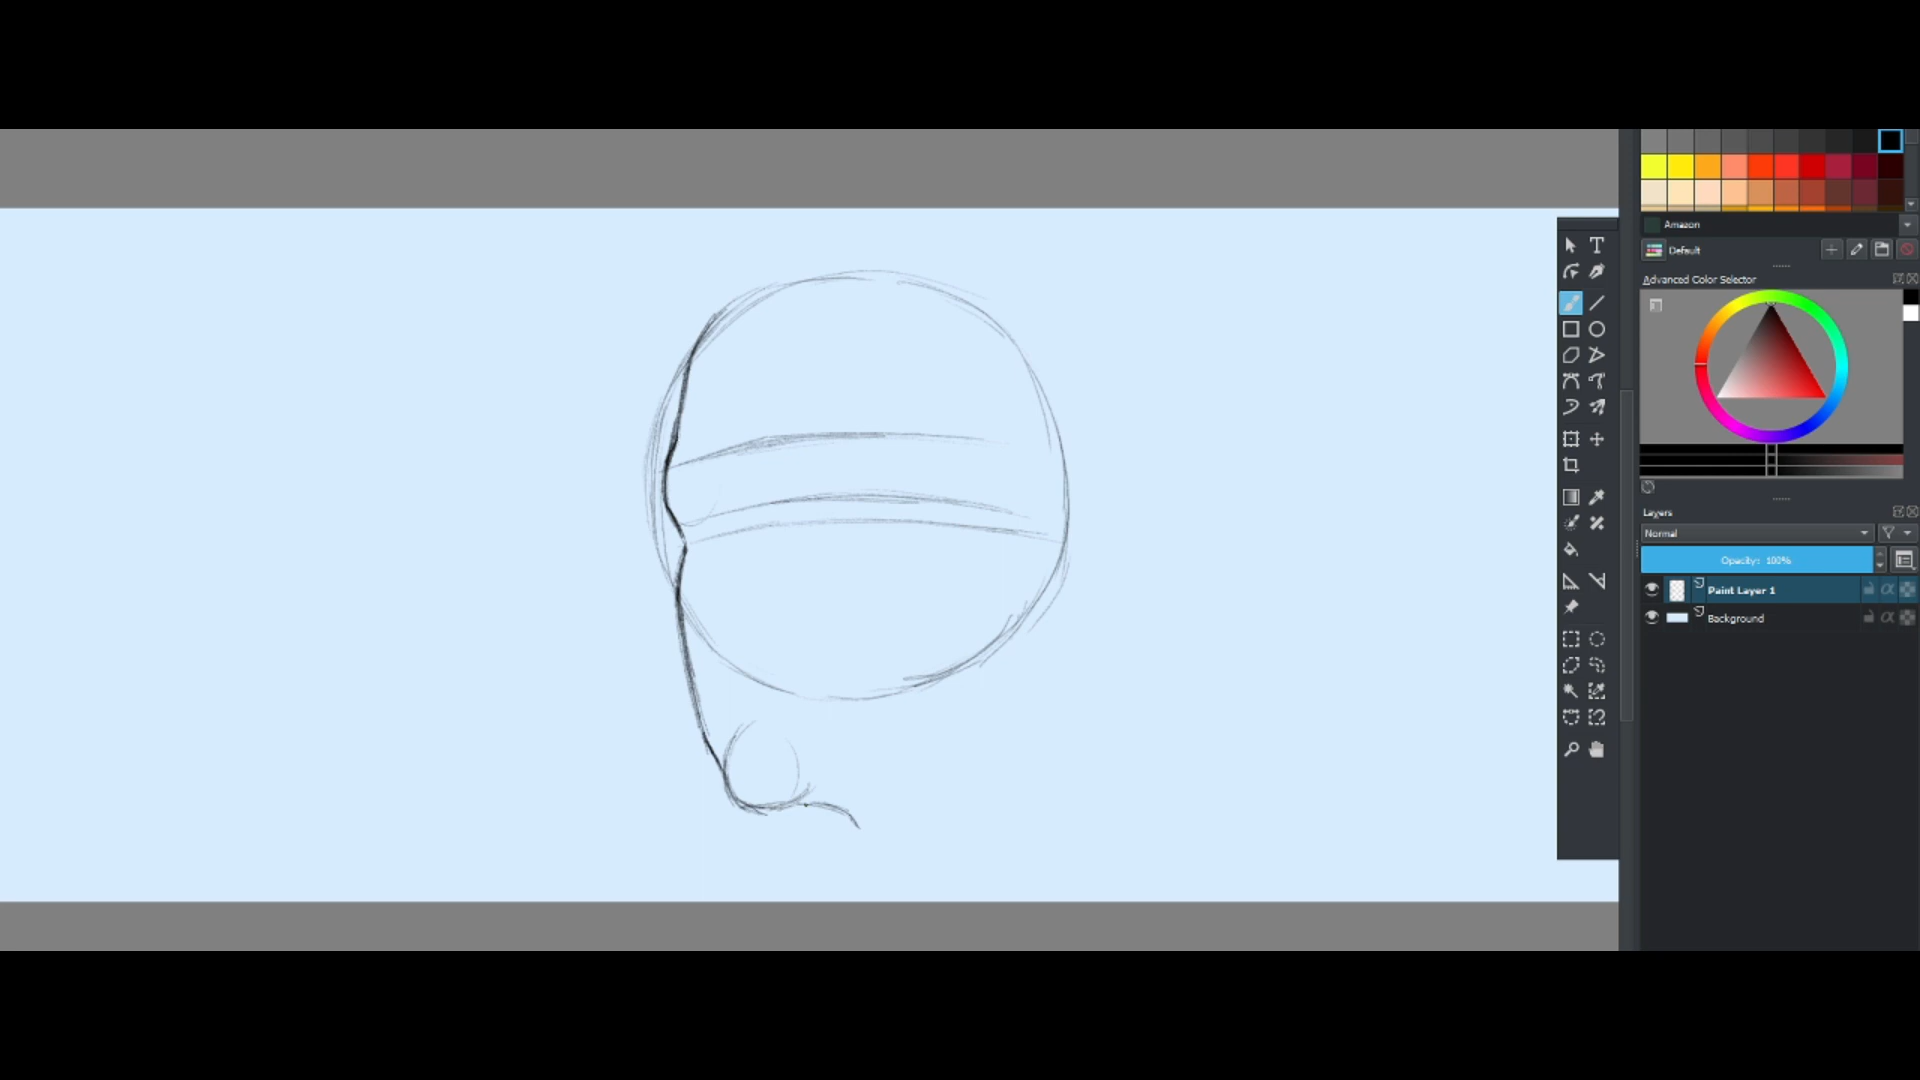 Amazon
Default
Advanced Color Selector
Layers
Normal
Opacity: 100%
Paint Layer 1
Background